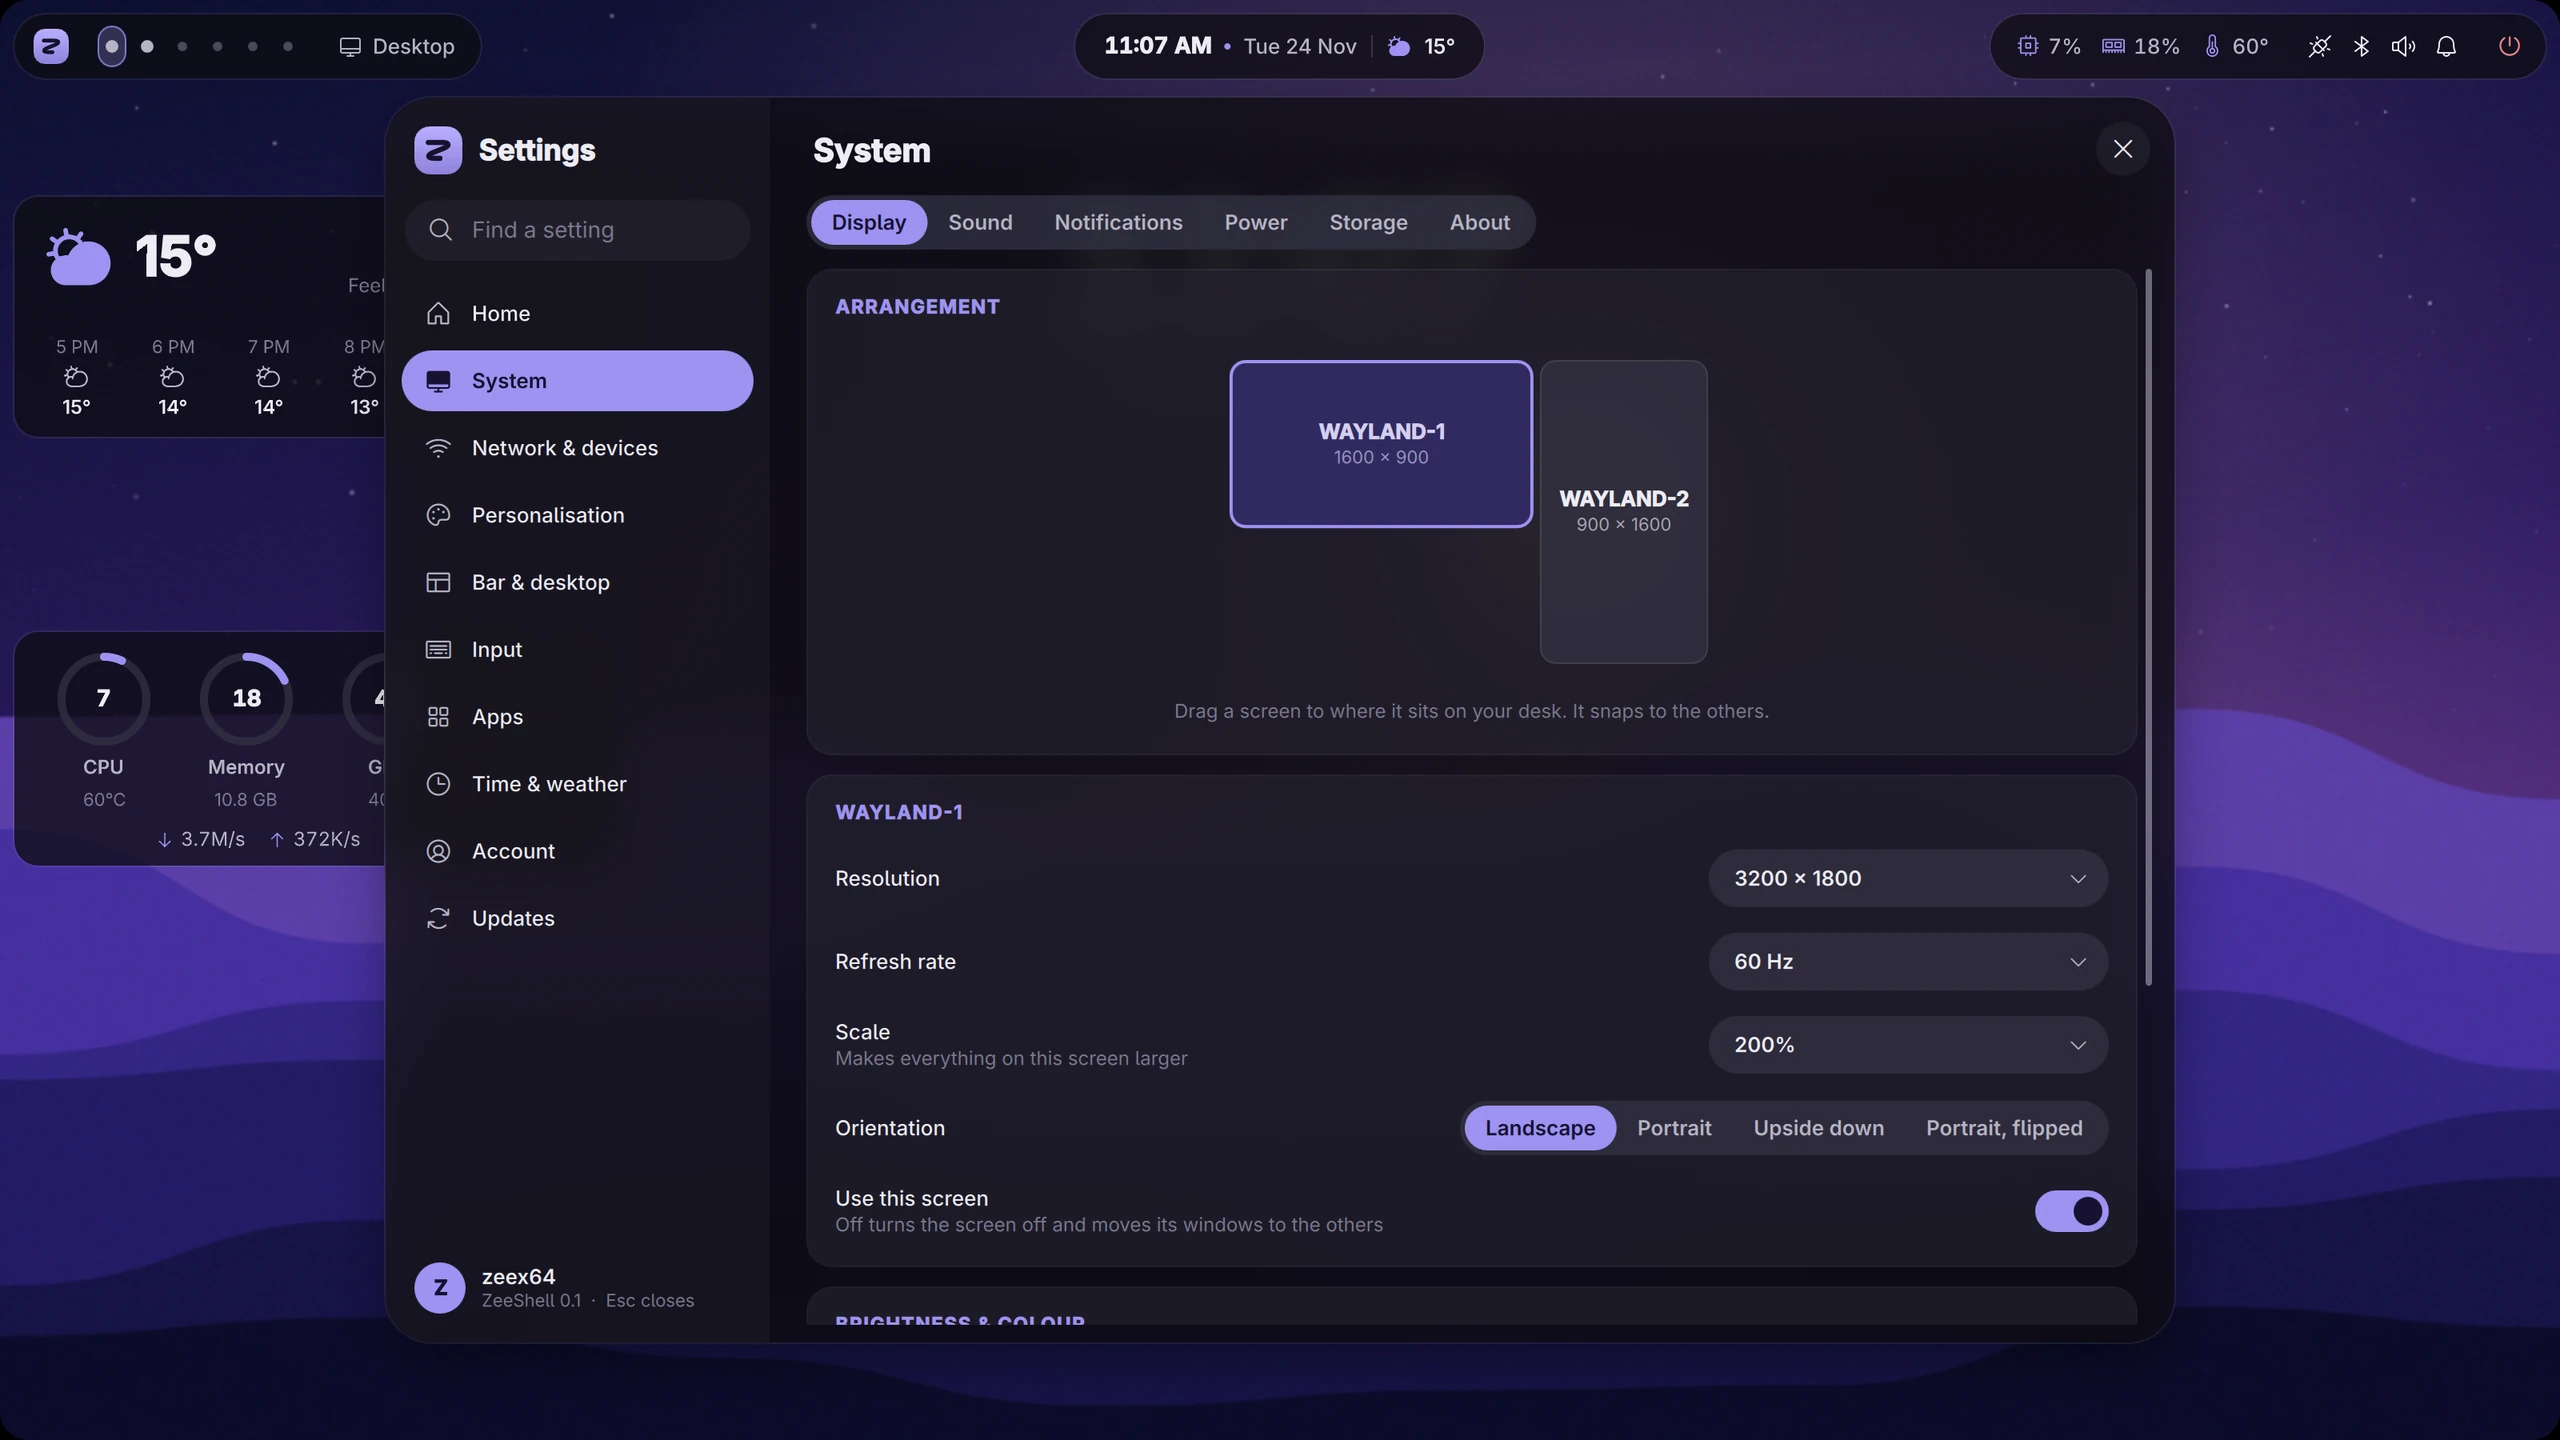 Desktop
11:07 AM • Tue 24 Nov 15°
7% 18% 60°
15°
Feel
5 PM 6 PM 7 PM 8 PM
15° 14° 14° 13°
7 18
CPU Memory
60°C 10.8 GB
↓ 3.7M/s ↑ 372K/s
Settings
Find a setting
Home
System
Network & devices
Personalisation
Bar & desktop
Input
Apps
Time & weather
Account
Updates
Z
zeex64
ZeeShell 0.1 · Esc closes
System
Display Sound Notifications Power Storage About
ARRANGEMENT
WAYLAND-1
1600 × 900
WAYLAND-2
900 × 1600
Drag a screen to where it sits on your desk. It snaps to the others.
WAYLAND-1
Resolution 3200 × 1800
Refresh rate 60 Hz
Scale
Makes everything on this screen larger
200%
Orientation Landscape Portrait Upside down Portrait, flipped
Use this screen
Off turns the screen off and moves its windows to the others
BRIGHTNESS & COLOUR